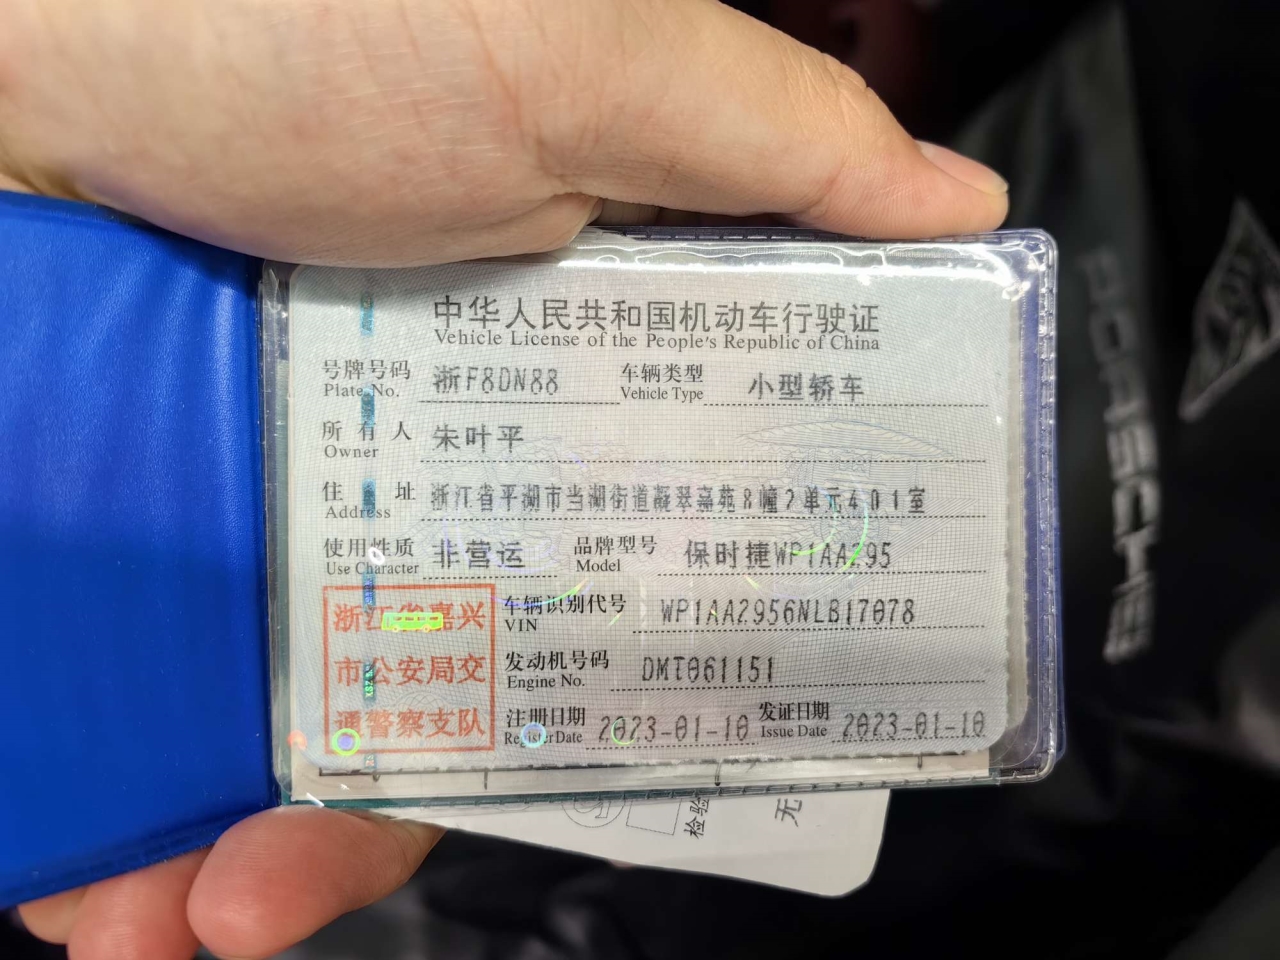 中华人民共和国机动车行驶证
Vehicle License of the People's Republic of China
号牌号码 浙F8DN88 车辆类型 小型轿车
Plate No. Vehicle Type
所有人 朱叶平
Owner
住址 浙江省平湖市当湖街道凝翠嘉苑8幢2单元401室
Address
使用性质 非营运 品牌型号 保时捷WP1AA295
Use Character Model
浙江省嘉兴
市公安局交
通警察支队
车辆识别代号 WP1AA2956NLB17078
VIN
发动机号码 DMT061151
Engine No.
注册日期 2023-01-10 发证日期 2023-01-10
Register Date Issue Date
检验
无
PORSCHE